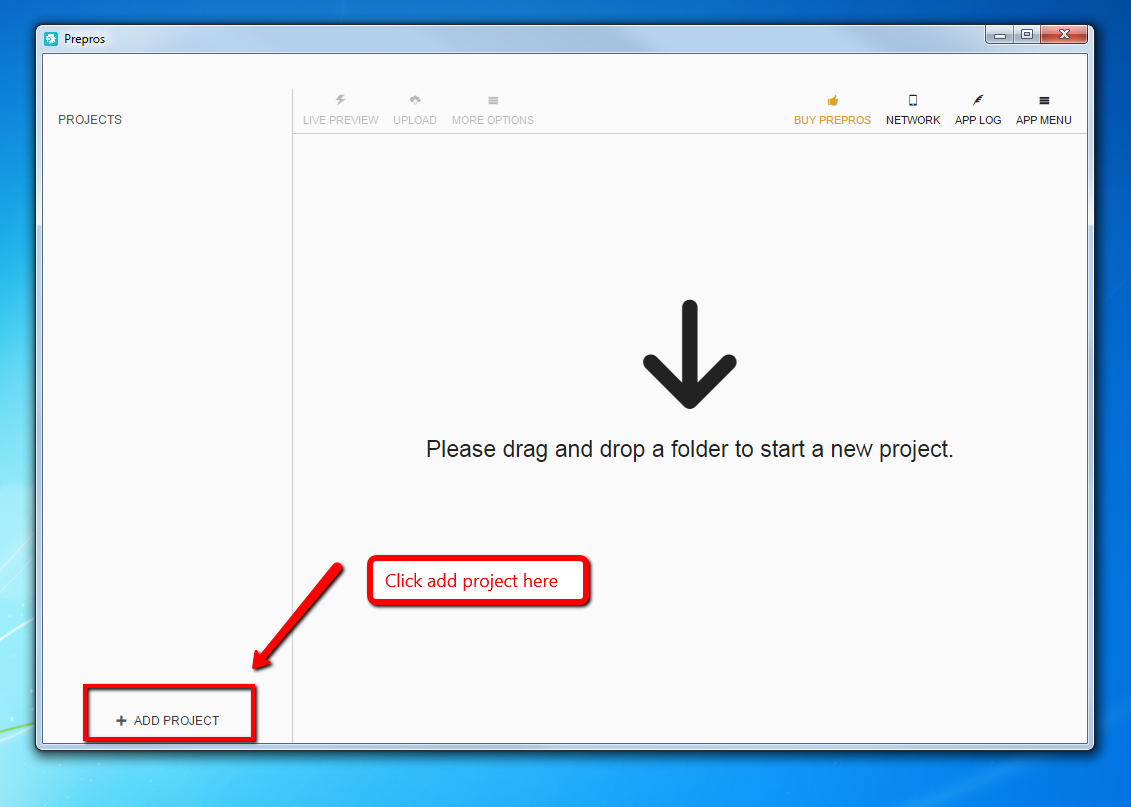 Prepros
PROJECTS
LIVE PREVIEW
UPLOAD
MORE OPTIONS
BUY PREPROS
NETWORK
APP LOG
APP MENU
Please drag and drop a folder to start a new project.
Click add project here
ADD PROJECT